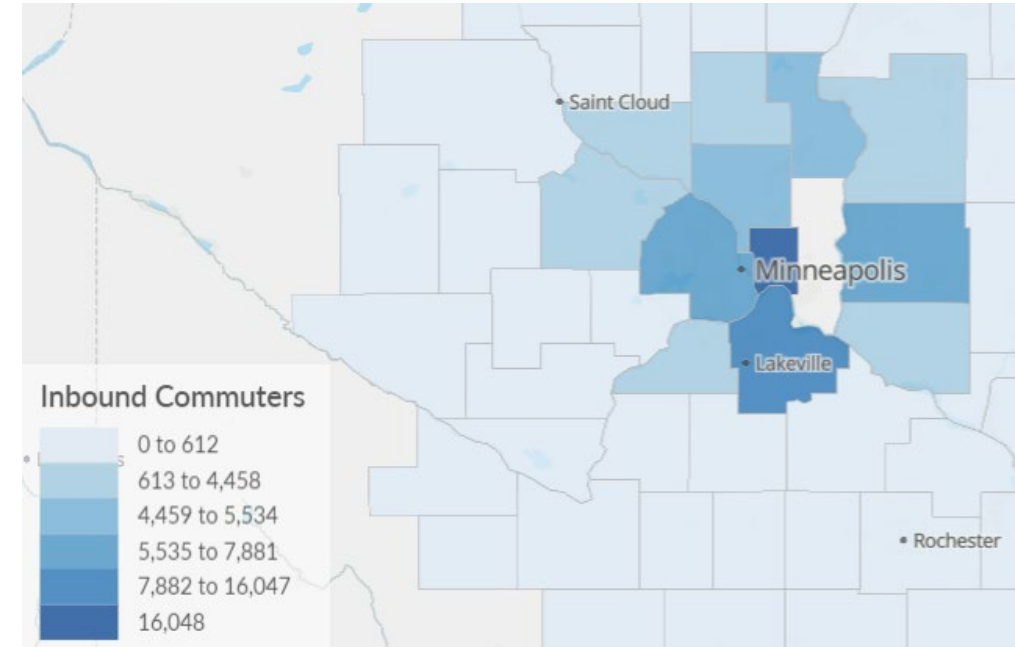 Saint Cloud
Minneapolis
Lakeville
Inbound Commuters
0 to 612
613 to 4,458
4,459 to 5,534
5,535 to 7,881
7,882 to 16,047
16,048
Rochester